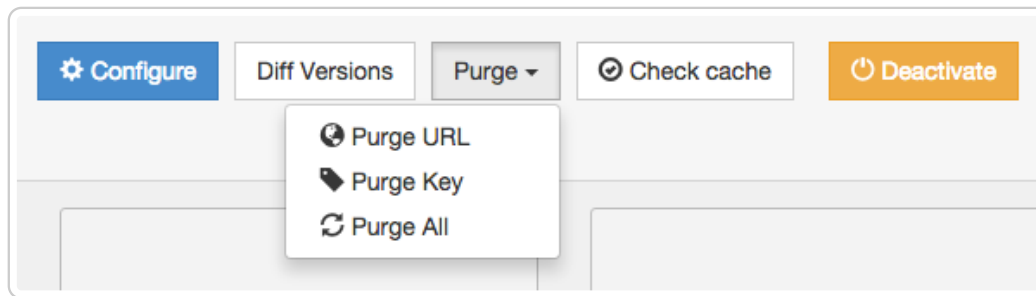 Configure Diff Versions Purge Check cache Deactivate
Purge URL
Purge Key
Purge All